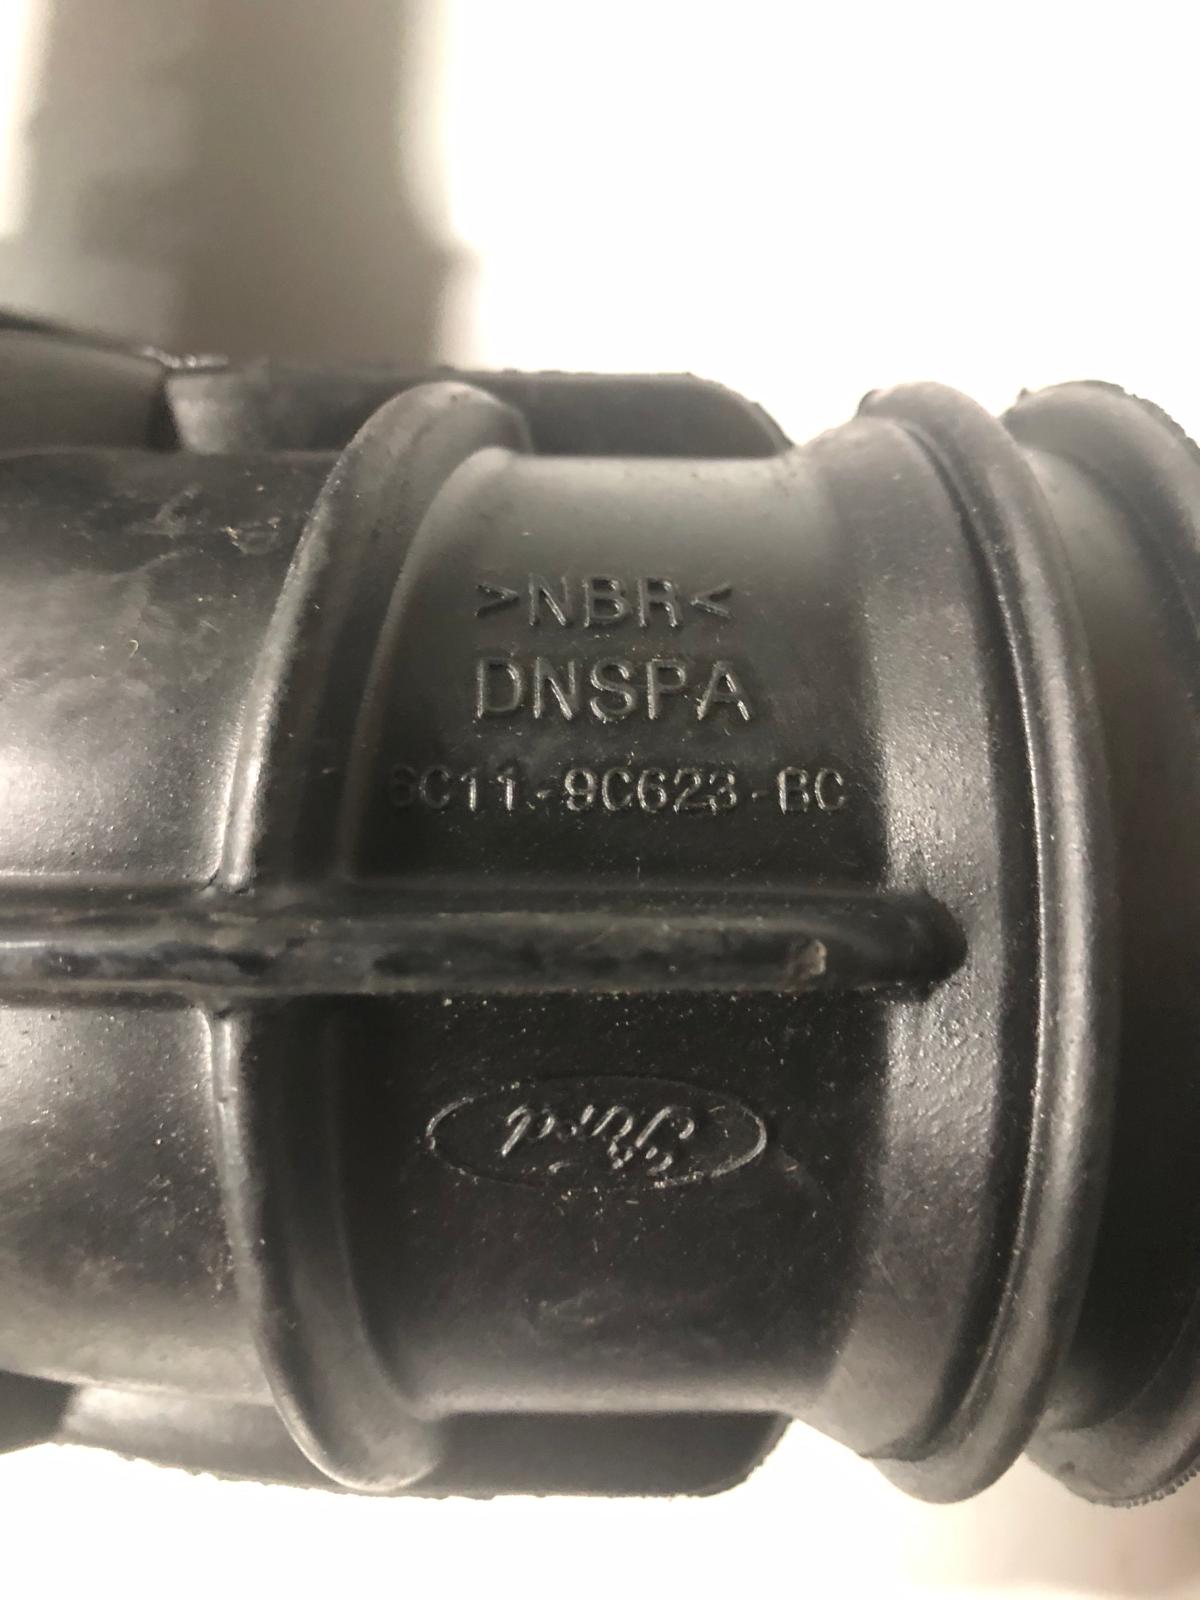 >NBR<
DNSPA
6C11-9C623-BC
Ford